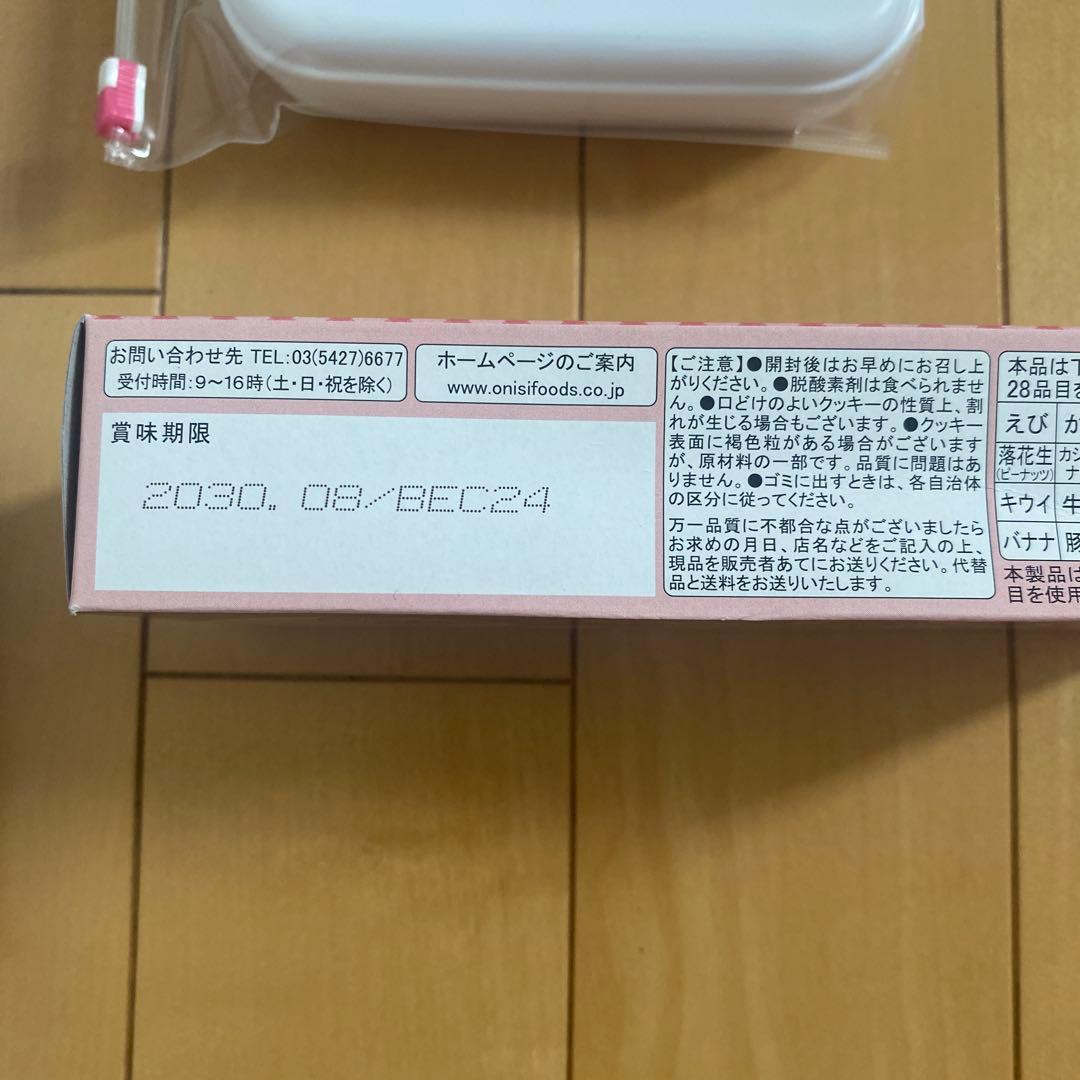 お問い合わせ先 TEL:03(5427)6677
受付時間:9〜16時(土・日・祝を除く)
ホームページのご案内
www.onisifoods.co.jp
賞味期限
2030. 08/BEC24
【ご注意】●開封後はお早めにお召し上
がりください。●脱酸素剤は食べられませ
ん。●口どけのよいクッキーの性質上、割
れが生じる場合もございます。●クッキー
表面に褐色粒がある場合がございます
が、原材料の一部です。品質に問題はあ
りません。●ゴミに出すときは、各自治体
の区分に従ってください。
万一品質に不都合な点がございましたら
お求めの月日、店名などをご記入の上、
現品を販売者あてにお送りください。代替
品と送料をお送りいたします。
本品は下
28品目を
えび か
落花生 カシ
(ピーナッツ) ナ
キウイ 牛
バナナ 豚
本製品は
目を使用